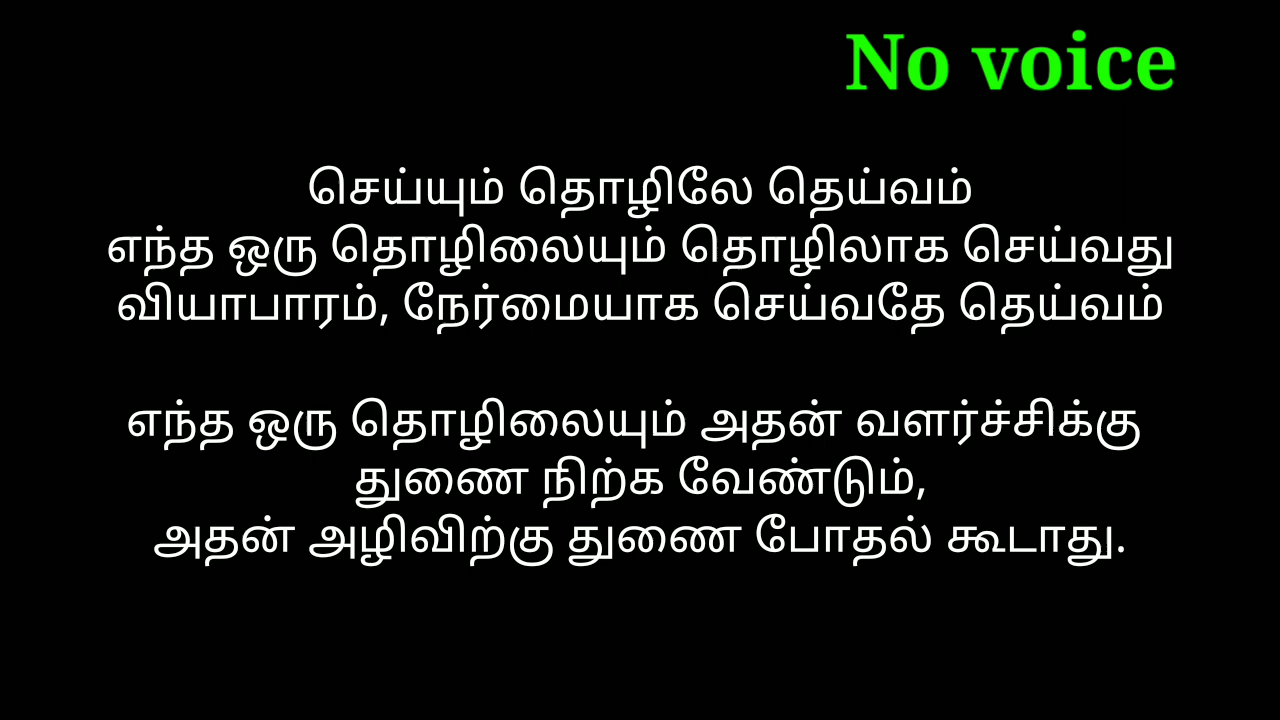 No voice
செய்யும் தொழிலே தெய்வம்
எந்த ஒரு தொழிலையும் தொழிலாக செய்வது
வியாபாரம், நேர்மையாக செய்வதே தெய்வம்
எந்த ஒரு தொழிலையும் அதன் வளர்ச்சிக்கு
துணை நிற்க வேண்டும்,
அதன் அழிவிற்கு துணை போதல் கூடாது.